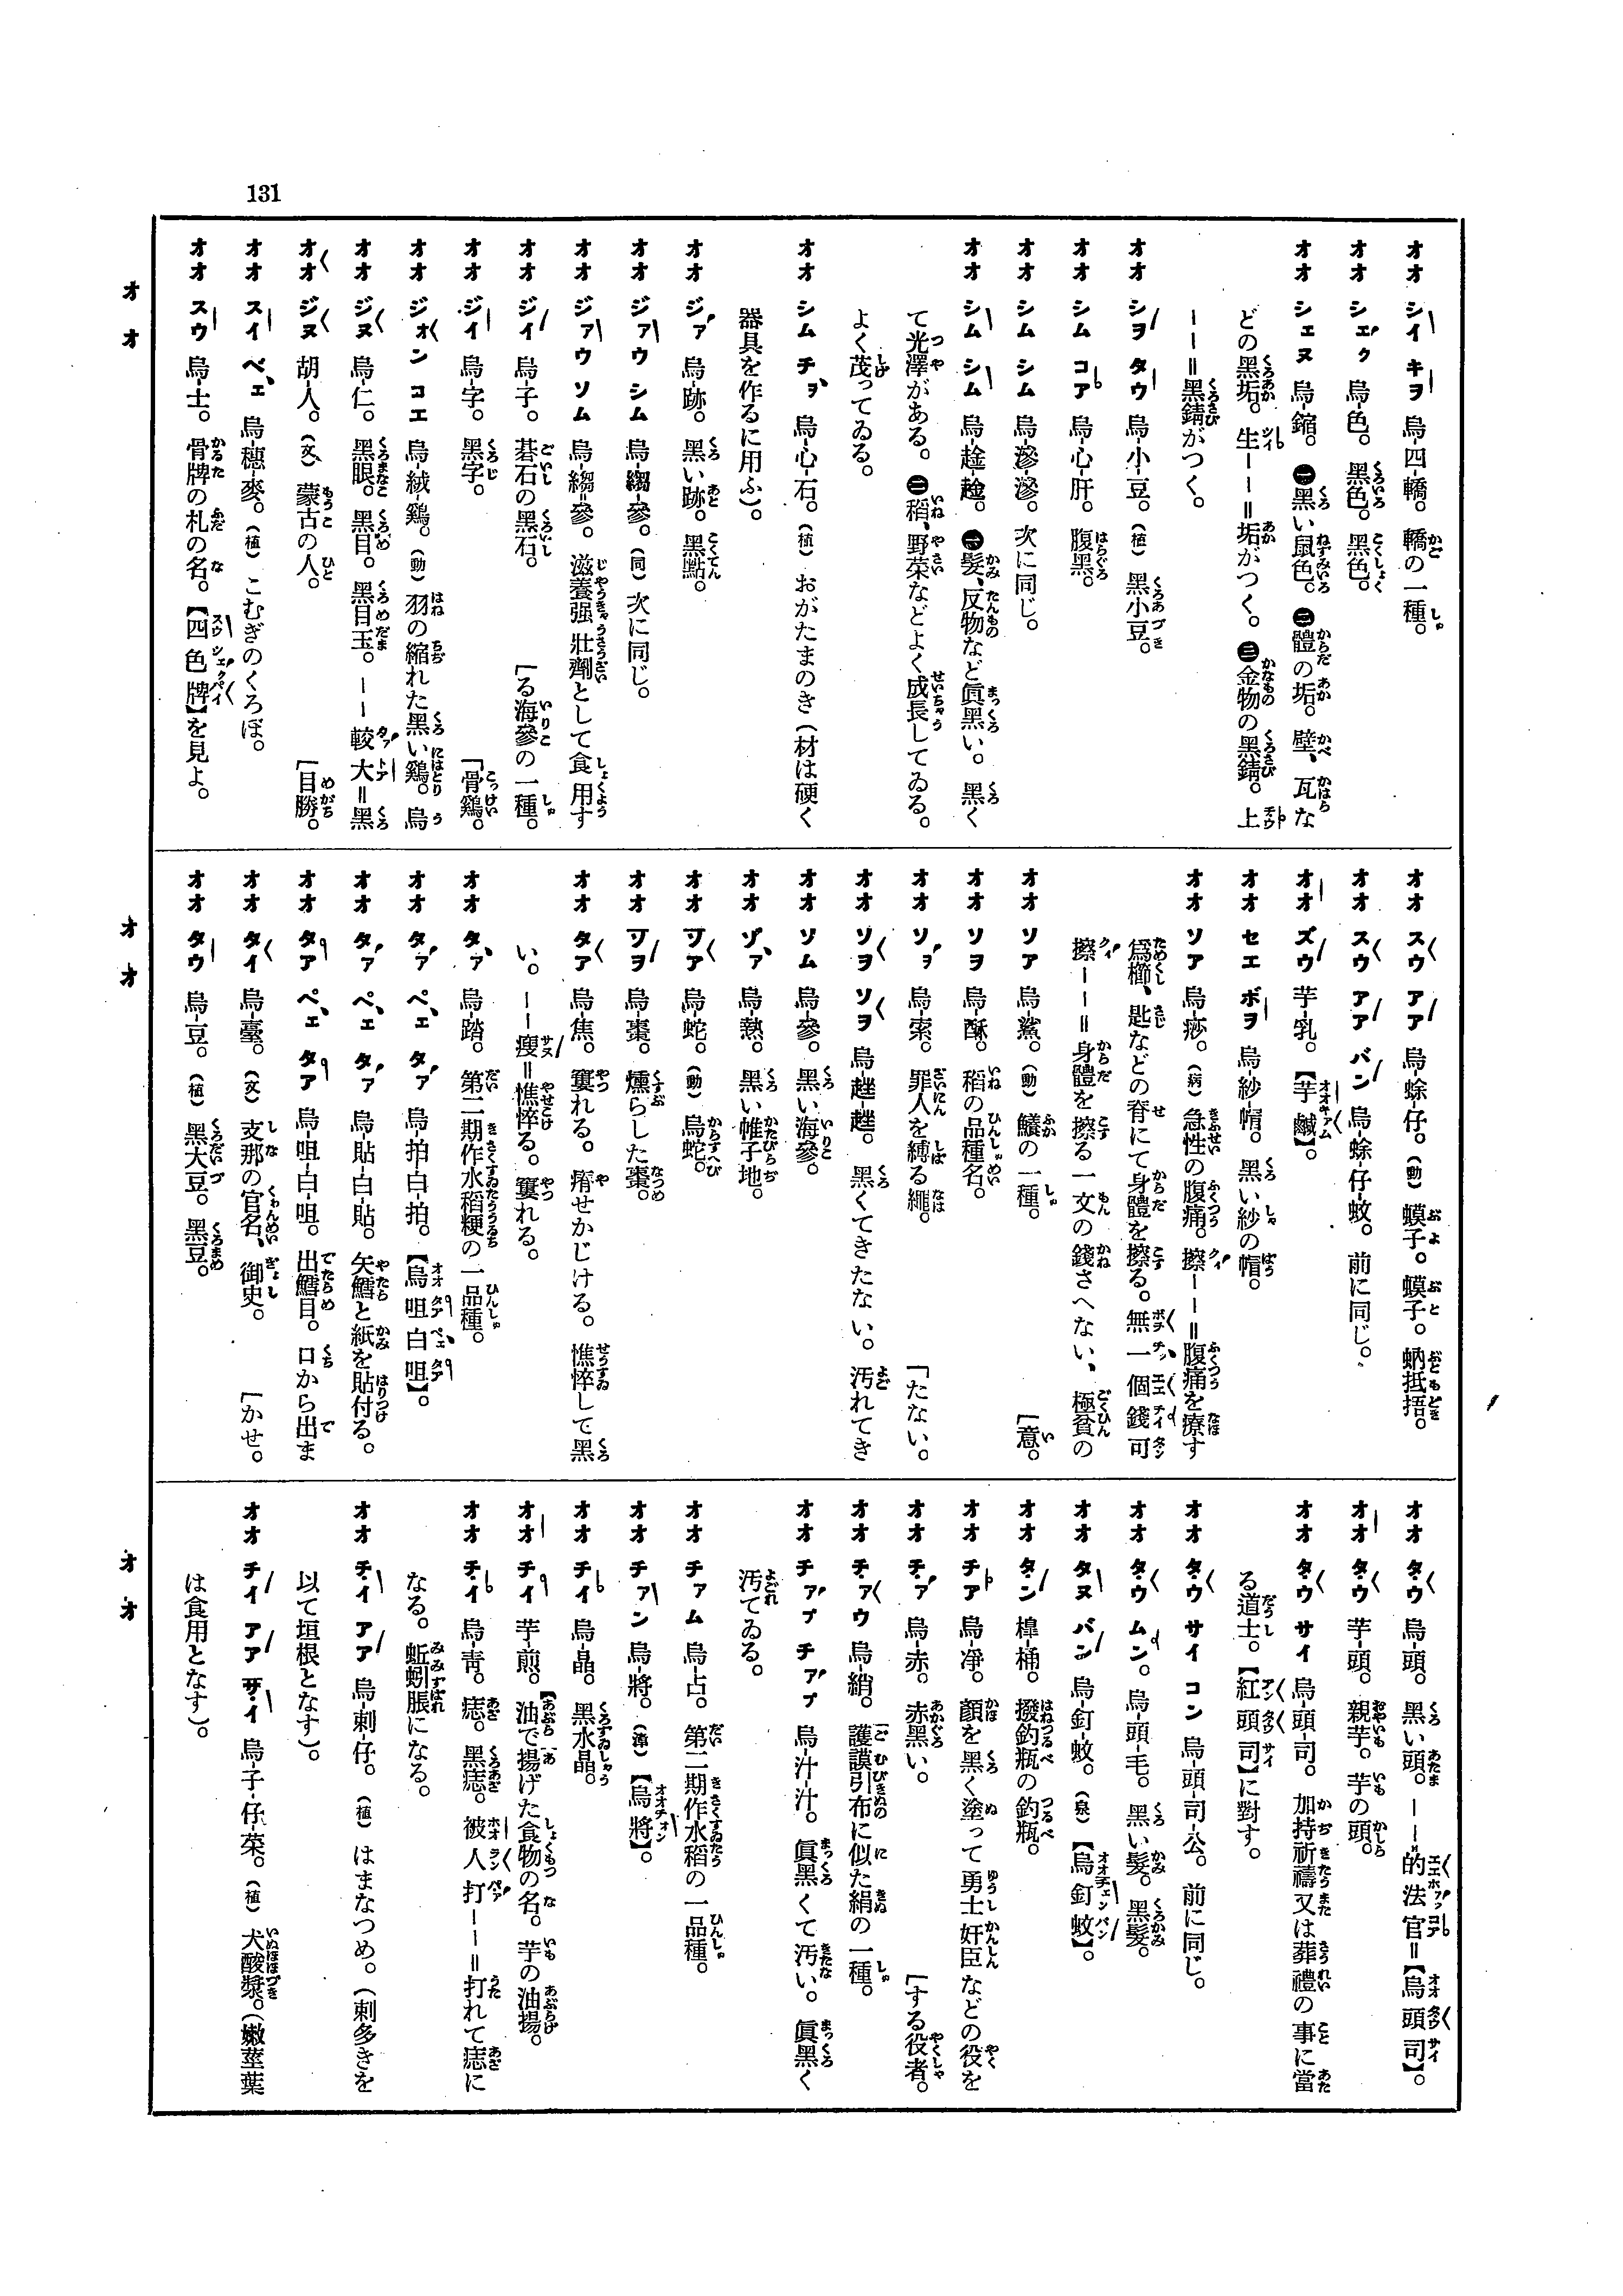 131
オオ シイ キヲ 烏-四-轎。轎の一種。
オオ シェク 烏-色。黑色。黑色。
オオ シェヌ 烏-鏥。㊀黑い鼠色。㊁體の垢。壁、瓦な
どの黑垢。生ーー＝垢がつく。㊂金物の黑錆。上
ーー＝黑錆がつく。
オオ シヲ タウ 烏-小-豆。（植）黑小豆。
オオ シム コア 烏-心-肝。腹黑。
オオ シム シム 烏-滲-滲。次に同じ。
オオ シム シム 烏-趛-趛。㊀髮、反物など眞黑い。黑く
て光澤がある。㊁稻、野菜などよく成長してゐる。
よく茂ってゐる。
オオ シム チヲ 烏-心-石。（植）おがたまのき（材は硬く
器具を作るに用ふ）。
オオ ジァ 烏-跡。黑い跡。黑點。
オオ ジァウ シム 烏-縐-參。（同）次に同じ。
オオ ジァウ ソム 烏-縐-參。滋養强壯劑として食用す
「る海參の一種。
オオ ジイ 烏-子。碁石の黑石。
オオ ジイ 烏-字。黑字。
オオ ジォン コエ 烏-絨-鷄。（動）羽の縮れた黑い鷄。烏
「骨鷄。
オオ ジヌ 烏-仁。黑眼。黑目。黑目玉。ーー較大＝黑
「目勝。
オオ ジヌ 胡人。（文）蒙古の人。
オオ スイ ベェ 烏-穗-麥。（植）こむぎのくろぼ。
オオ スウ 烏-士。骨牌の札の名。【四色牌】を見よ。
オオ スウ アア 烏-蜍-仔。（動）蟆子。蟆子。蚋抵捂。
オオ スウ アア バン 烏-蜍-仔-蚊。前に同じ。
オオ ズウ 芋-乳。【芋鹹】。
オオ セエ ボヲ 烏-紗-帽。黑い紗の帽。
オオ ソア 烏-痧。（病）急性の腹痛。擦ーー＝腹痛を療す
爲櫛、匙などの脊にて身體を擦る。無一個錢可
擦ーー＝身體を擦る一文の錢さへない、極貧の
「意。
オオ ソア 烏-鯊。（動）鱶の一種。
オオ ソヲ 烏-酥。稻の品種名。
オオ ソヲ 烏-索。罪人を縛る繩。
「たない。
オオ ソヲ ソヲ 烏-趖-趖。黑くてきたない。汚れてき
オオ ソム 烏-參。黑い海參。
オオ ゾァ 烏-熱。黑い帷子地。
オオ ツア 烏-蛇。（動）烏蛇。
オオ ツヲ 烏-棗。燻らした棗。
オオ タア 烏-焦。窶れる。瘠せかじける。憔悴して黑
い。ーー瘦＝憔悴る。窶れる。
オオ タァ 烏-踏。第二期作水稻粳の一品種。
オオ タァ ペェ タァ 烏-拍-白-拍。【烏咀白咀】。
オオ タァ ペェ タァ 烏-貼-白-貼。矢鱈と紙を貼付る。
オオ タア ペェ タア 烏-咀-白-咀。出鱈目。口から出ま
「かせ。
オオ タイ 烏-臺。（文）支那の官名、御史。
オオ タウ 烏-豆。（植）黑大豆。黑豆。
オオ タウ 烏-頭。黑い頭。ーー的法官＝【烏頭司】。
オオ タウ 芋-頭。親芋。芋の頭。
オオ タウ サイ 烏-頭-司。加持祈禱又は葬禮の事に當
る道士。【紅頭司】に對す。
オオ タウ サイ コン 烏-頭-司-公。前に同じ。
オオ タウ ムン。烏-頭-毛。黑い髮。黑髮。
オオ タヌ バン 烏-釘-蚊。（泉）【烏釘蚊】。
オオ タン 槹-桶。撥釣瓶の釣瓶。
オオ チア 烏-淨。顏を黑く塗って勇士奸臣などの役を
「する役者。
オオ チァ 烏-赤。赤黑い。
オオ チァウ 烏-綃。護謨引布に似た絹の一種。
オオ チァプ チァプ 烏-汁-汁。眞黑くて汚い。眞黑く
汚てゐる。
オオ チァム 烏-占。第二期作水稻の一品種。
オオ チァン 烏-將。（漳）【烏將】。
オオ チイ 烏-晶。黑水晶。
オオ チイ 芋-煎。油で揚げた食物の名。芋の油揚。
オオ チイ 烏-靑。痣。黑痣。被人打ーー＝打れて痣に
なる。蚯蚓脹になる。
オオ チイ アア 烏-刺-仔。（植）はまなつめ。（刺多きを
以て垣根となす）。
オオ チイ アア ザイ 烏-子-仔-菜。（植）犬酸漿。（嫩莖葉
は食用となす）。
オオ
オオ
オオ